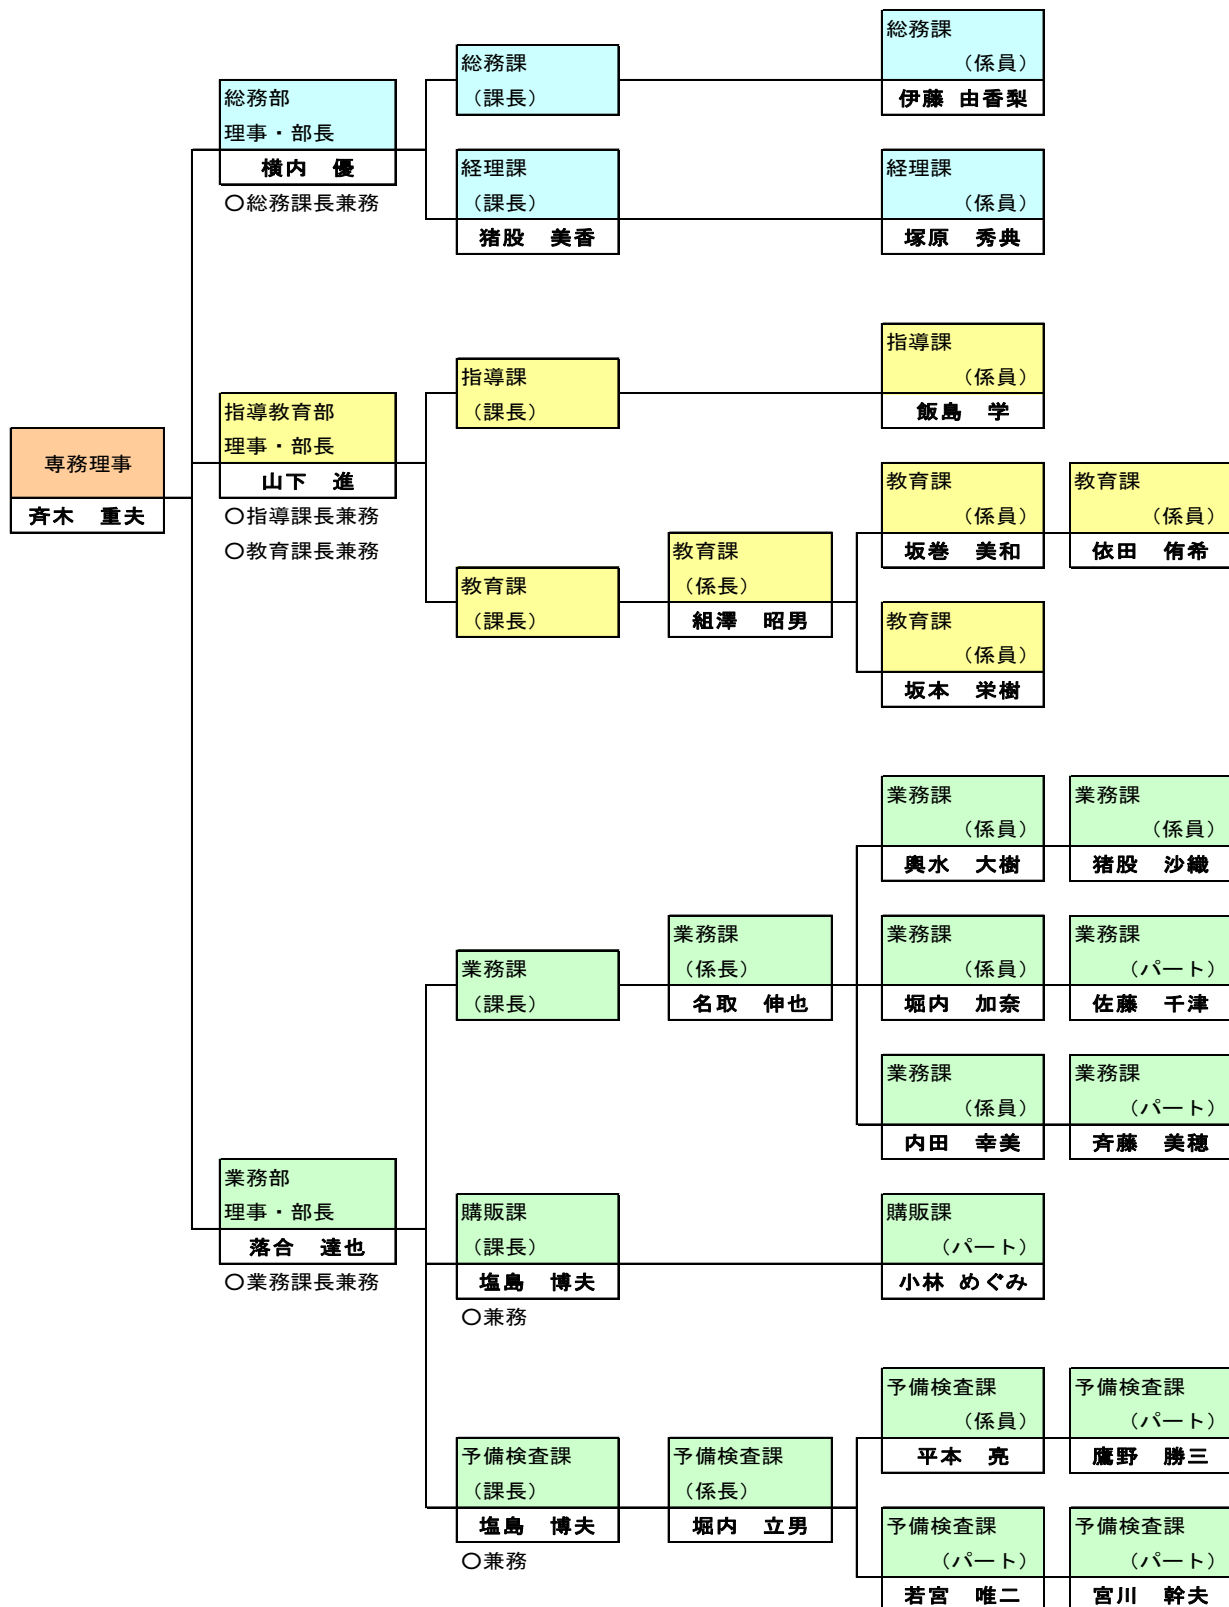 専務理事
斉木　重夫
総務部
理事・部長
横内　優
〇総務課長兼務
総務課
（課長）
総務課
（係員）
伊藤 由香梨
経理課
（課長）
猪股　美香
経理課
（係員）
塚原　秀典
指導教育部
理事・部長
山下　進
〇指導課長兼務
〇教育課長兼務
指導課
（課長）
指導課
（係員）
飯島　学
教育課
（課長）
教育課
（係長）
組澤　昭男
教育課
（係員）
坂巻　美和
教育課
（係員）
依田　侑希
教育課
（係員）
坂本　栄樹
業務部
理事・部長
落合　達也
〇業務課長兼務
業務課
（課長）
業務課
（係長）
名取　伸也
業務課
（係員）
輿水　大樹
業務課
（係員）
猪股　沙織
業務課
（係員）
堀内　加奈
業務課
（パート）
佐藤　千津
業務課
（係員）
内田　幸美
業務課
（パート）
斉藤　美穂
購販課
（課長）
塩島　博夫
〇兼務
購販課
（パート）
小林 めぐみ
予備検査課
（課長）
塩島　博夫
〇兼務
予備検査課
（係長）
堀内　立男
予備検査課
（係員）
平本　亮
予備検査課
（パート）
鷹野　勝三
予備検査課
（パート）
若宮　唯二
予備検査課
（パート）
宮川　幹夫